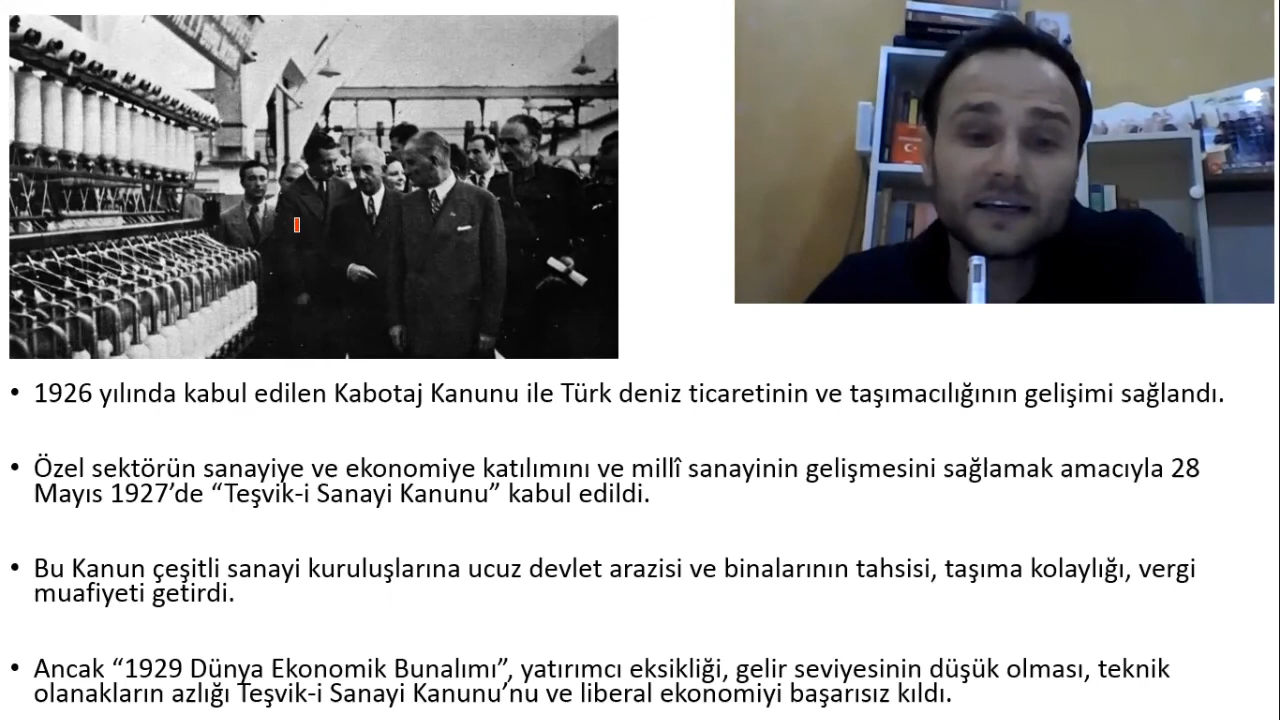 • 1926 yılında kabul edilen Kabotaj Kanunu ile Türk deniz ticaretinin ve taşımacılığının gelişimi sağlandı.
• Özel sektörün sanayiye ve ekonomiye katılımını ve millî sanayinin gelişmesini sağlamak amacıyla 28
Mayıs 1927’de “Teşvik-i Sanayi Kanunu” kabul edildi.
• Bu Kanun çeşitli sanayi kuruluşlarına ucuz devlet arazisi ve binalarının tahsisi, taşıma kolaylığı, vergi
muafiyeti getirdi.
• Ancak “1929 Dünya Ekonomik Bunalımı”, yatırımcı eksikliği, gelir seviyesinin düşük olması, teknik
olanakların azlığı Teşvik-i Sanayi Kanunu’nu ve liberal ekonomiyi başarısız kıldı.